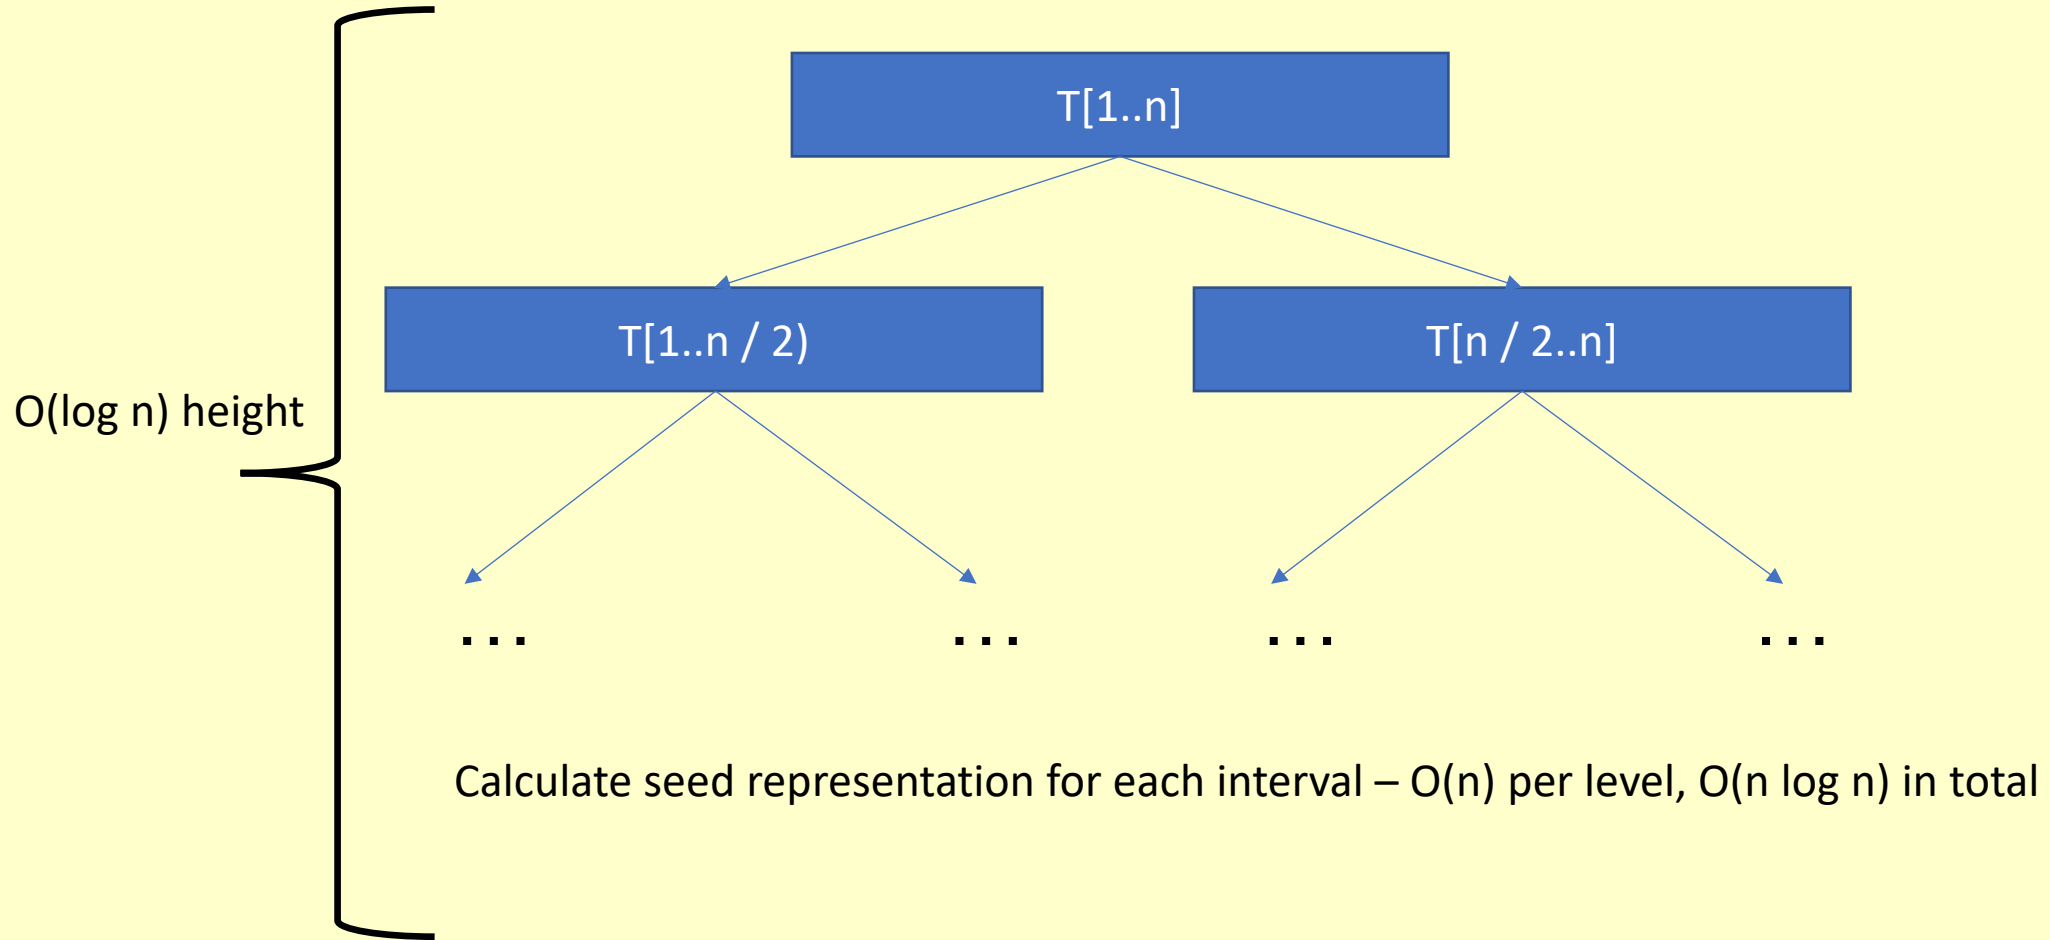 T[1..n]
T[1..n / 2)
T[n / 2..n]
O(log n) height
... ... ... ...
Calculate seed representation for each interval – O(n) per level, O(n log n) in total